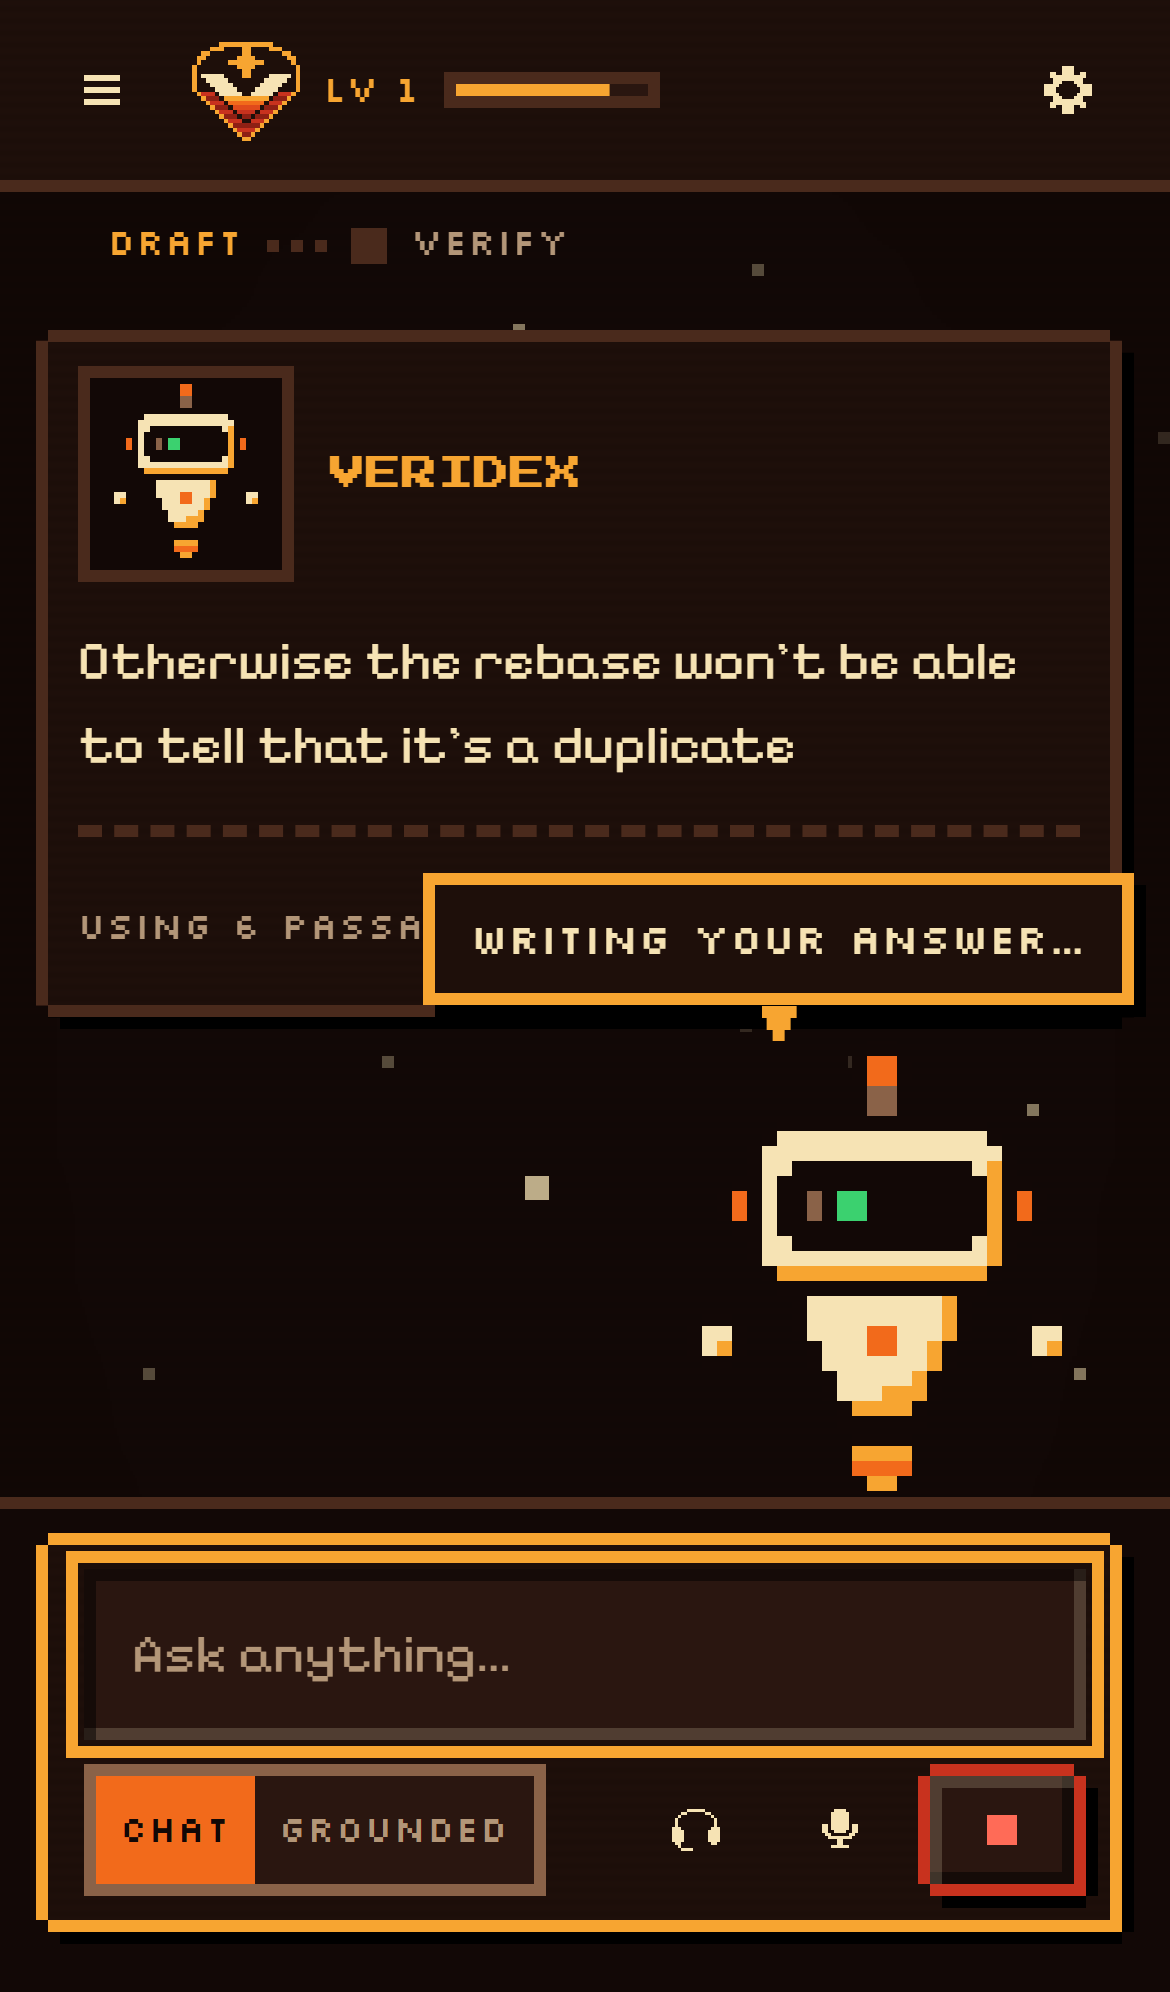 LV 1
DRAFT VERIFY
VERIDEX
Otherwise the rebase won't be able
to tell that it's a duplicate
USING 6
WRITING YOUR ANSWER…
Ask anything…
CHAT GROUNDED